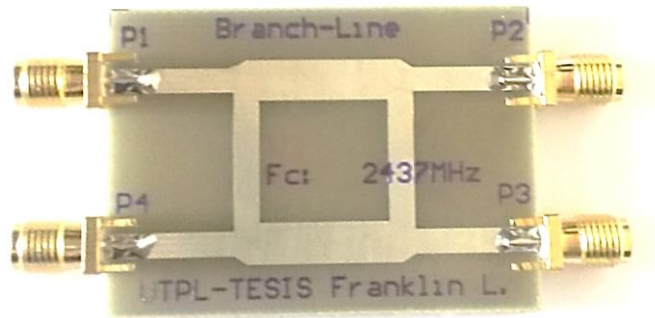 Branch-Line
P1
P2
Fc: 2437MHz
P4
P3
UTPL-TESIS Franklin L.